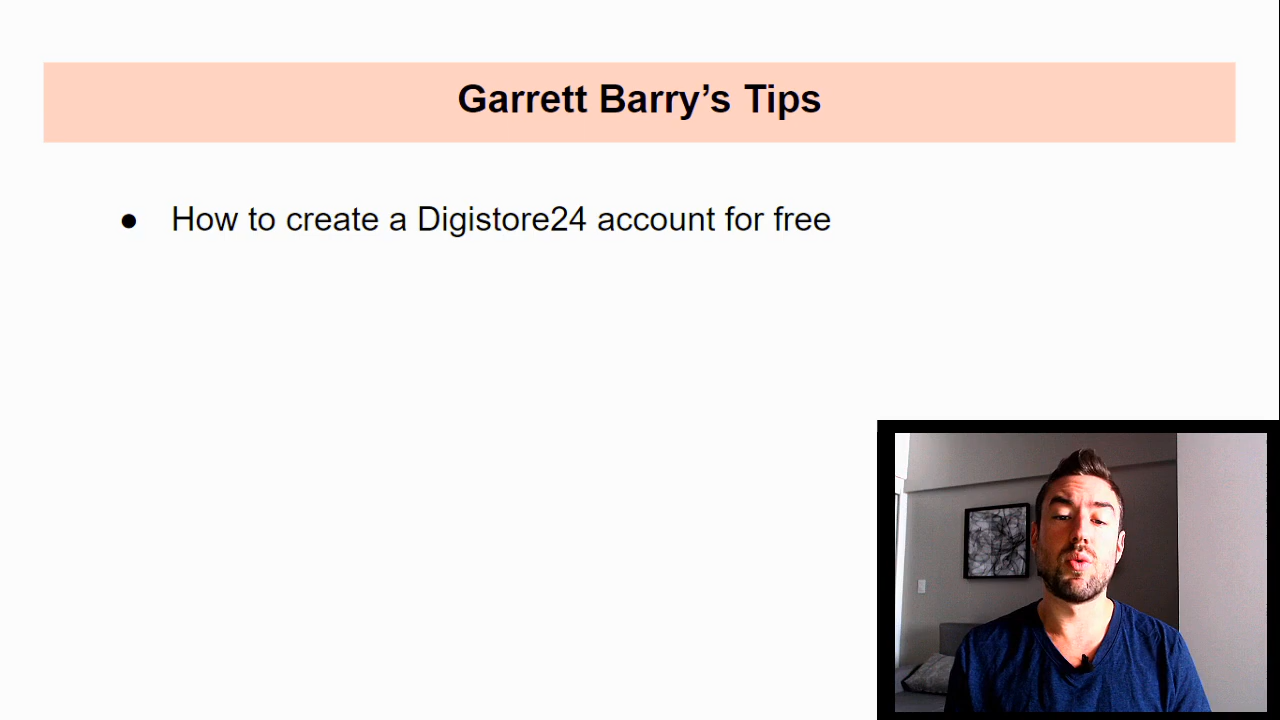 Garrett Barry’s Tips
● How to create a Digistore24 account for free